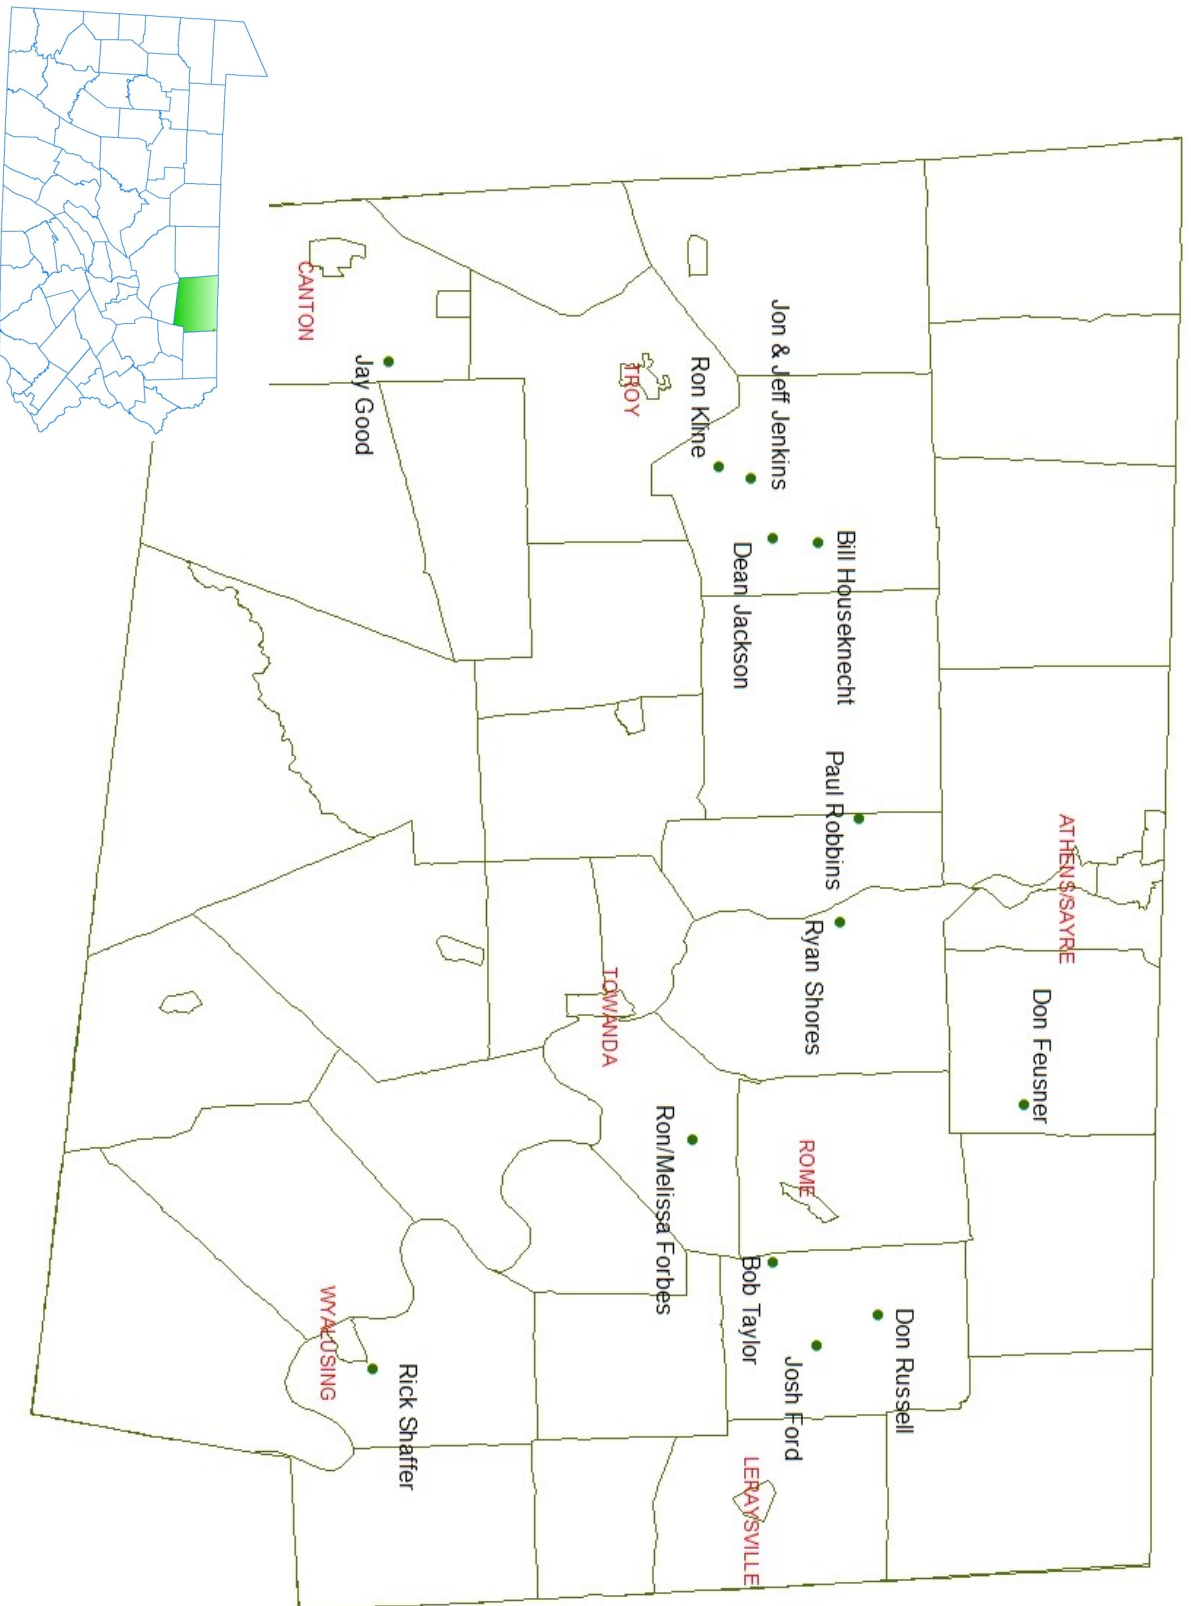 ATHENS/SAYRE
Don Feusner
Bill Houseknecht
Paul Robbins
Ryan Shores
Don Russell
Jon & Jeff Jenkins
Dean Jackson
ROME
Josh Ford
Bob Taylor
LERAYSVILLE
Ron Kline
TROY
Ron/Melissa Forbes
TOWANDA
Jay Good
Rick Shaffer
CANTON
WYALUSING